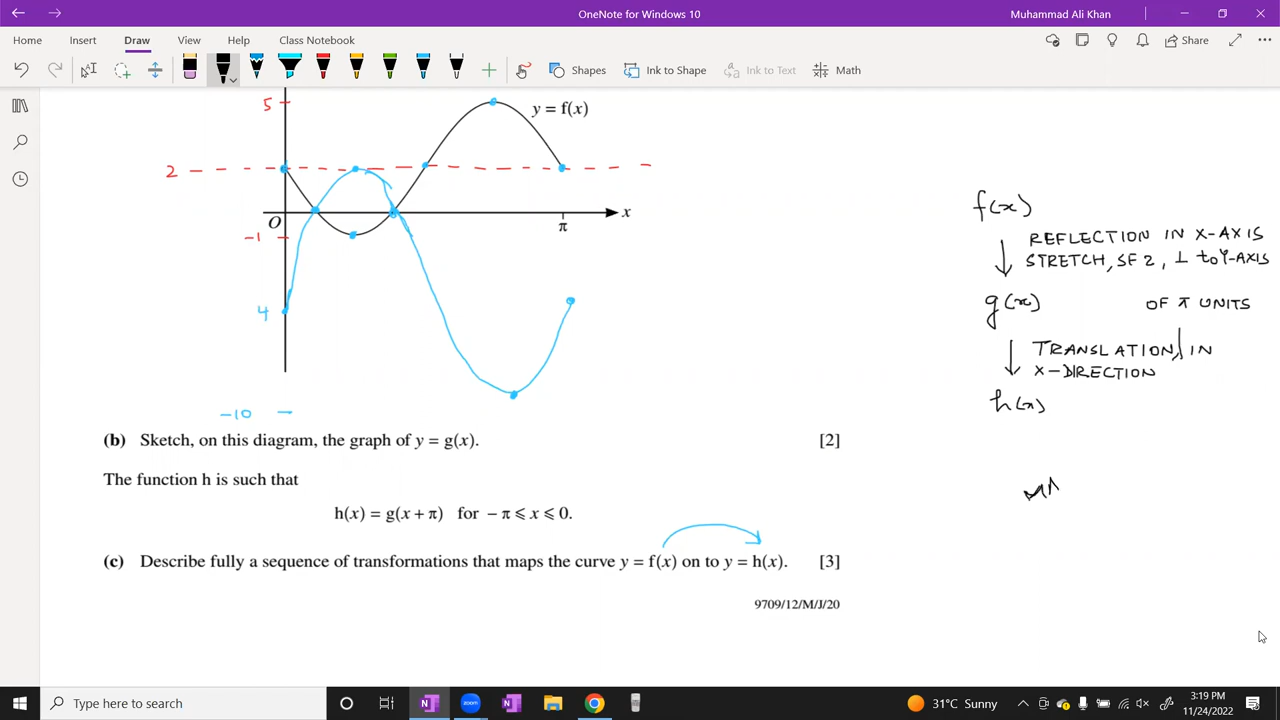 OneNote for Windows 10
Muhammad Ali Khan
Home Insert Draw View Help Class Notebook
Share
Shapes Ink to Shape Ink to Text Math
5
y = f(x)
2
O
x
-1
π
4
-10
f(x)
REFLECTION IN X-AXIS
STRETCH, SF 2, ⊥ to Y-AXIS
g(x)
OF π UNITS
TRANSLATION, IN
X-DIRECTION
h(x)
(b) Sketch, on this diagram, the graph of y = g(x). [2]
The function h is such that
h(x) = g(x + π) for − π ⩽ x ⩽ 0.
(c) Describe fully a sequence of transformations that maps the curve y = f(x) on to y = h(x). [3]
9709/12/M/J/20
Type here to search
zoom
31°C Sunny
3:19 PM
11/24/2022